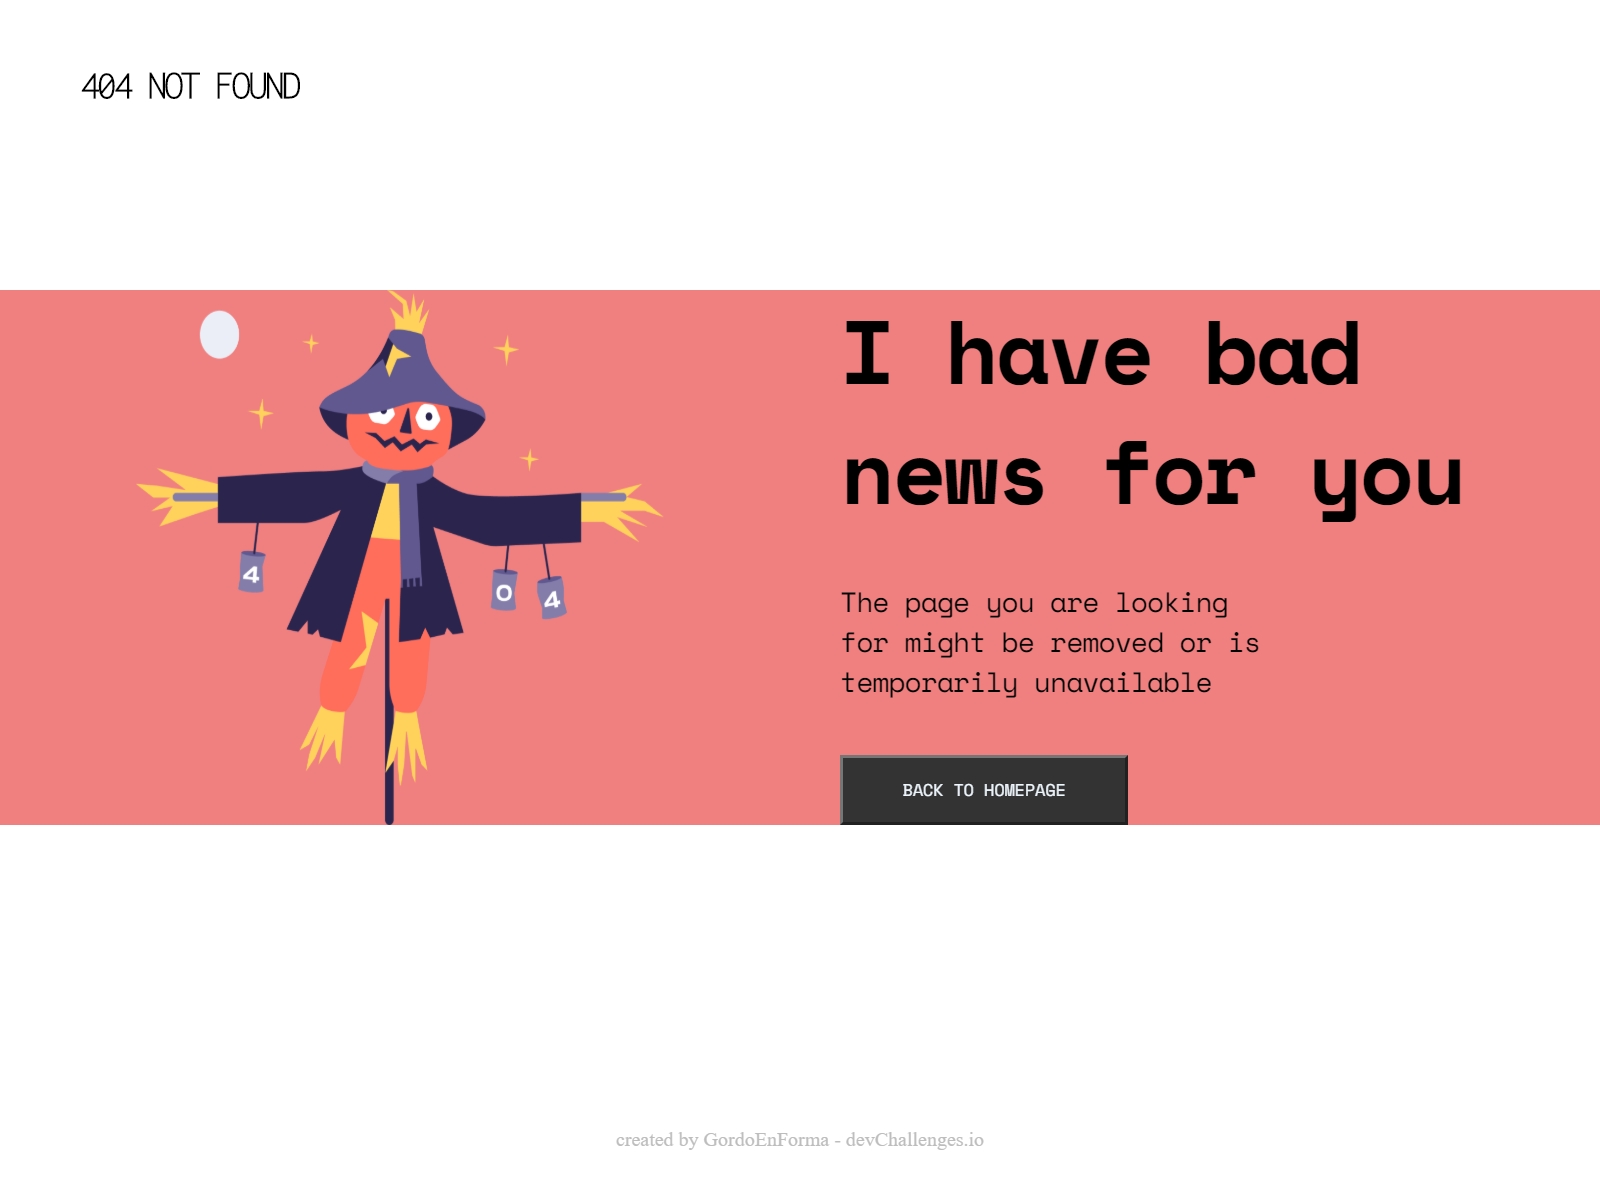 404 NOT FOUND
I have bad
news for you
4
0
4
The page you are looking
for might be removed or is
temporarily unavailable
BACK TO HOMEPAGE
created by GordoEnForma - devChallenges.io